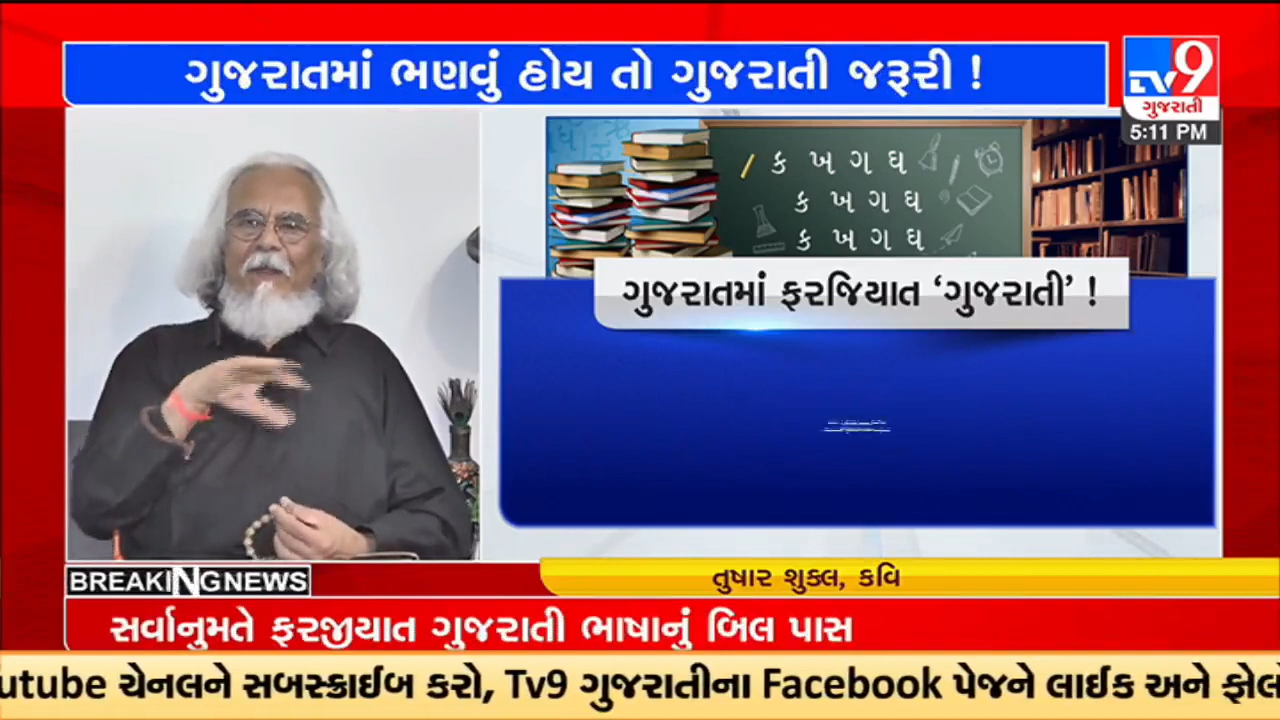 ગુજરાતમાં ભણવું હોય તો ગુજરાતી જરૂરી !
TV9
ગુજરાતી
5:11 PM
ક ખ ગ ઘ
ક ખ ગ ઘ
ક ખ ગ ઘ
ગુજરાતમાં ફરજિયાત ‘ગુજરાતી’ !
તુષાર શુક્લ, કવિ
BREAKING NEWS
સર્વાનુમતે ફરજીયાત ગુજરાતી ભાષાનું બિલ પાસ
utube ચેનલને સબસ્ક્રાઈબ કરો, Tv9 ગુજરાતીના Facebook પેજને લાઈક અને ફોલ